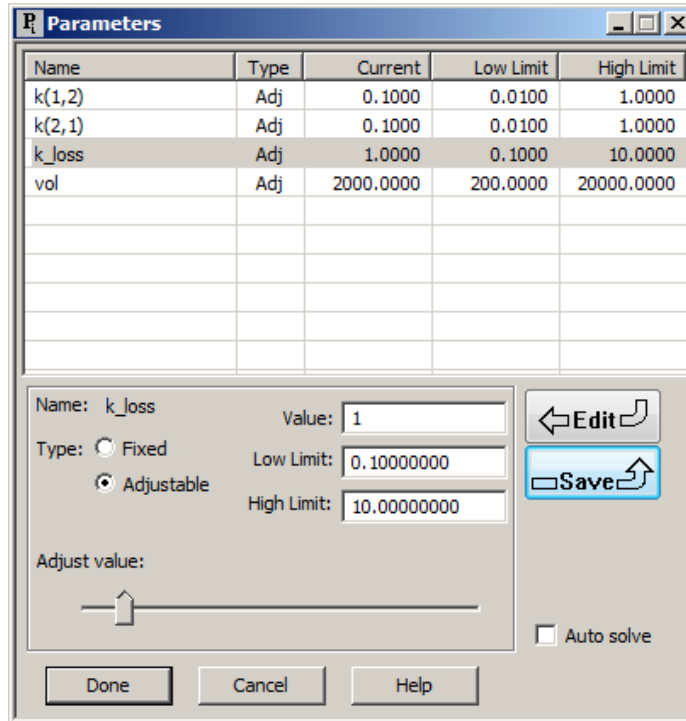 Pi Parameters
Name Type Current Low Limit High Limit
k(1,2) Adj 0.1000 0.0100 1.0000
k(2,1) Adj 0.1000 0.0100 1.0000
k_loss Adj 1.0000 0.1000 10.0000
vol Adj 2000.0000 200.0000 20000.0000
Name: k_loss
Value: 1
Edit
Type: Fixed
Low Limit: 0.10000000
Adjustable
Save
High Limit: 10.00000000
Adjust value:
Auto solve
Done Cancel Help